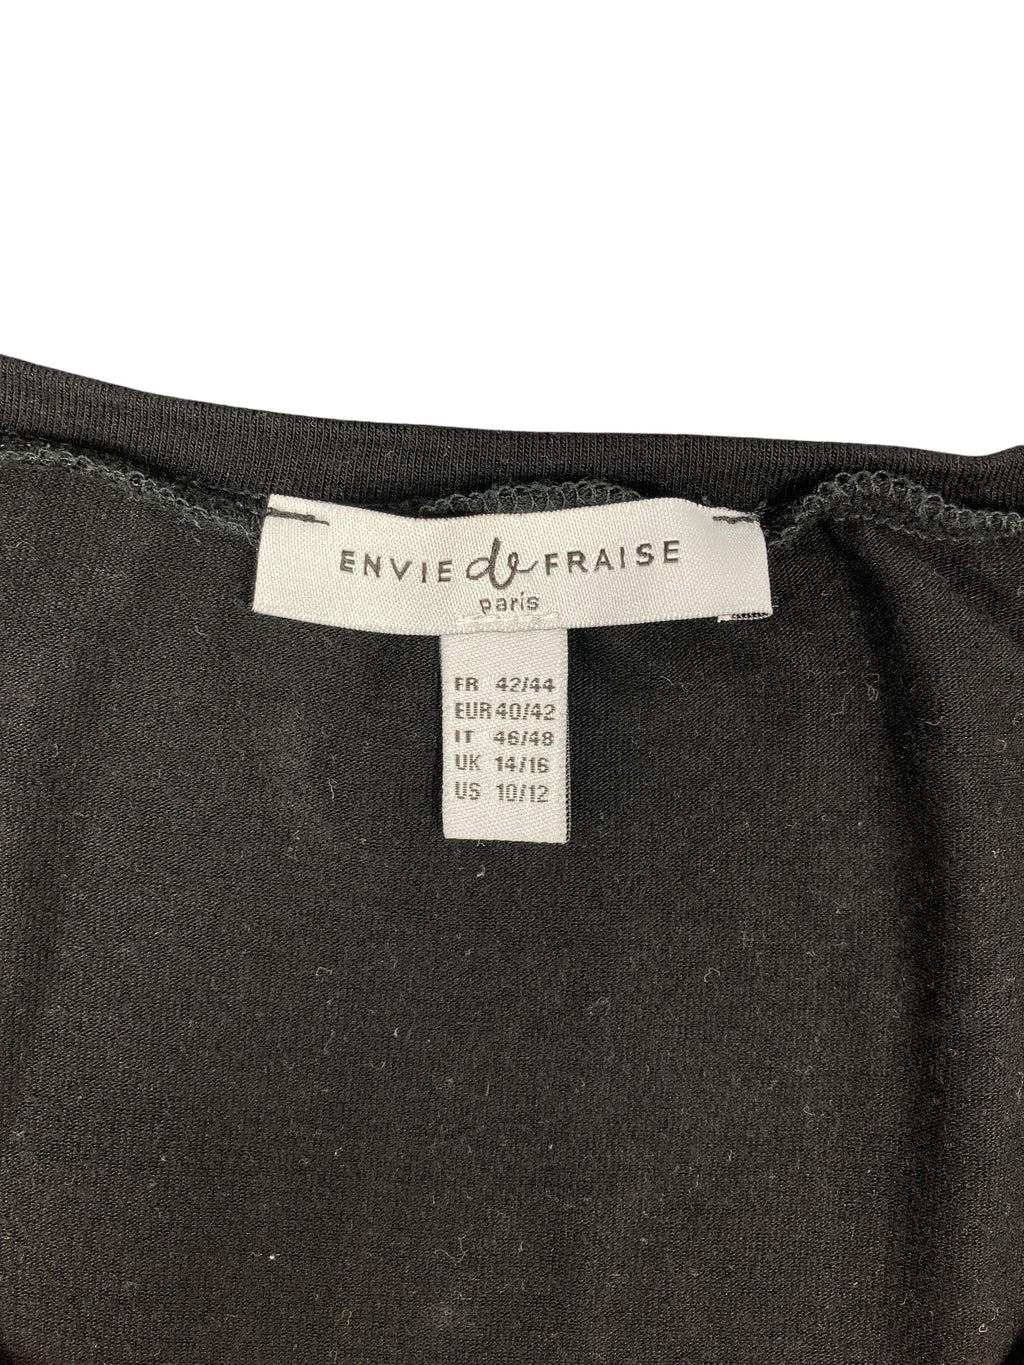 ENVIE de FRAISE
paris
FR 42/44
EUR 40/42
IT 46/48
UK 14/16
US 10/12